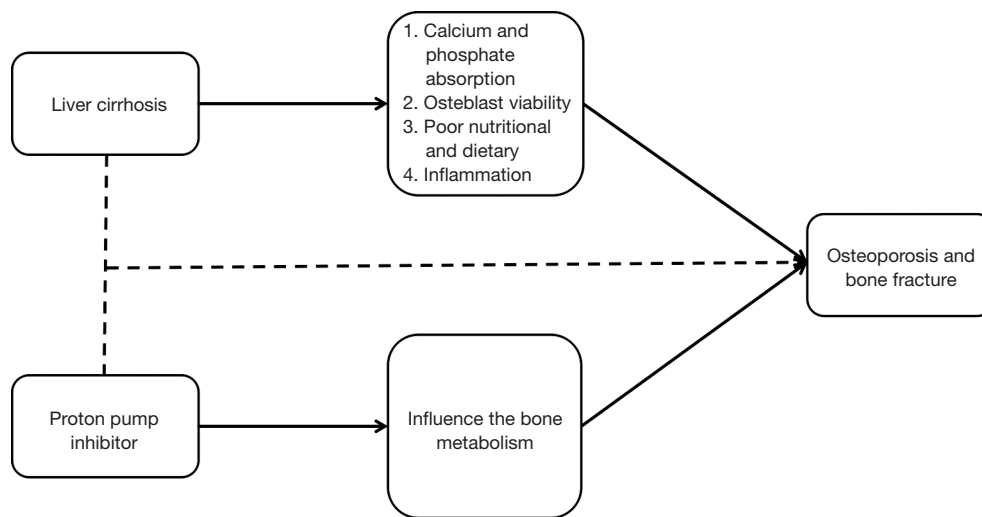 Liver cirrhosis
1. Calcium and
phosphate
absorption
2. Osteblast viability
3. Poor nutritional
and dietary
4. Inflammation
Osteoporosis and
bone fracture
Proton pump
inhibitor
Influence the bone
metabolism